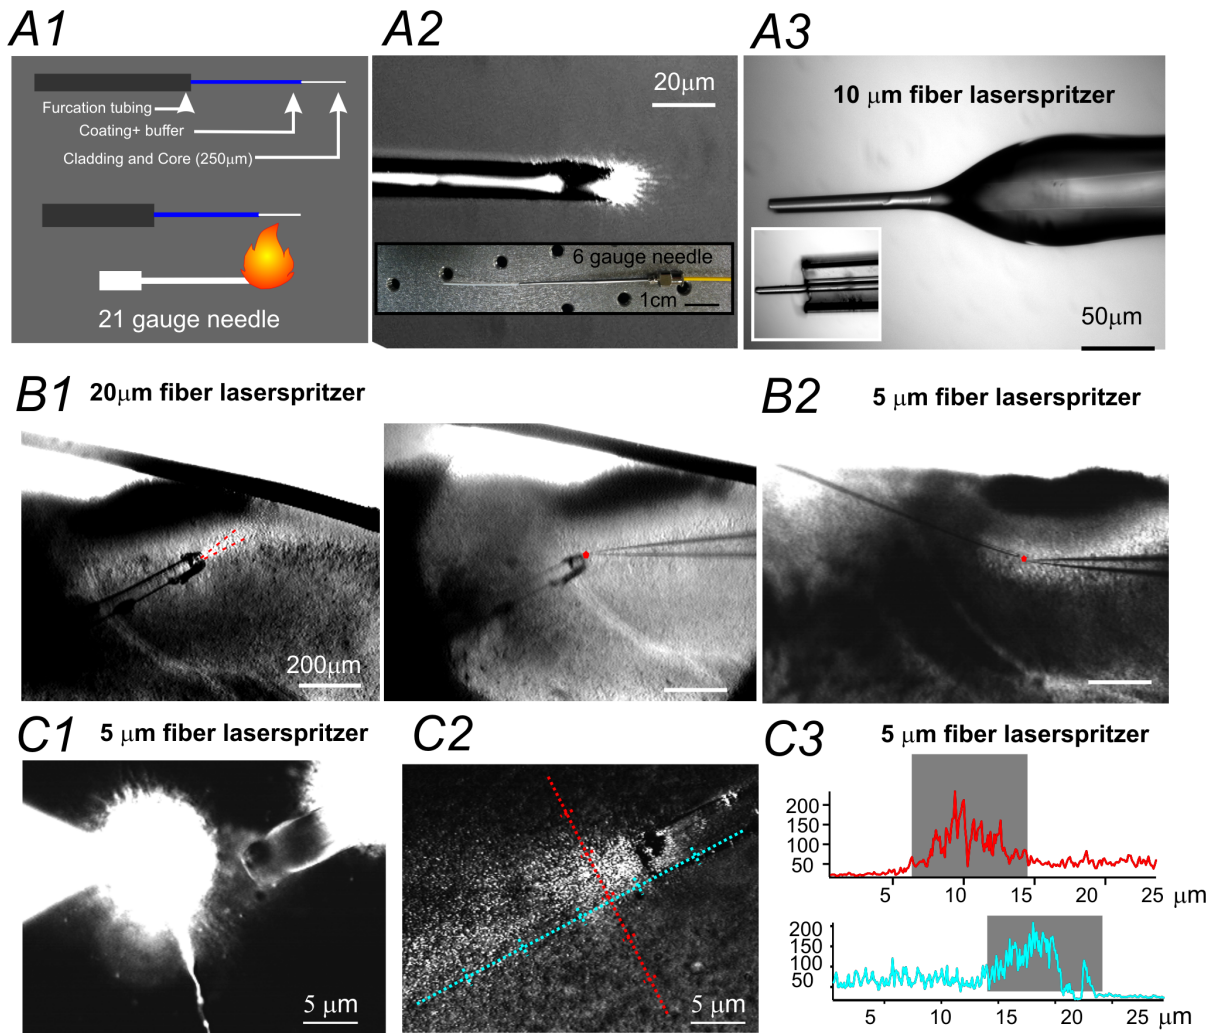 A1
Furcation tubing
Coating+ buffer
Cladding and Core (250μm)
21 gauge needle
A2
20μm
6 gauge needle
1cm
A3
10 μm fiber laserspritzer
50μm
B1 20μm fiber laserspritzer
200μm
B2 5 μm fiber laserspritzer
C1 5 μm fiber laserspritzer
5 μm
C2
5 μm
C3 5 μm fiber laserspritzer
200
150
100
50
5 10 15 20 25 μm
200
150
100
50
5 10 15 20 25 μm